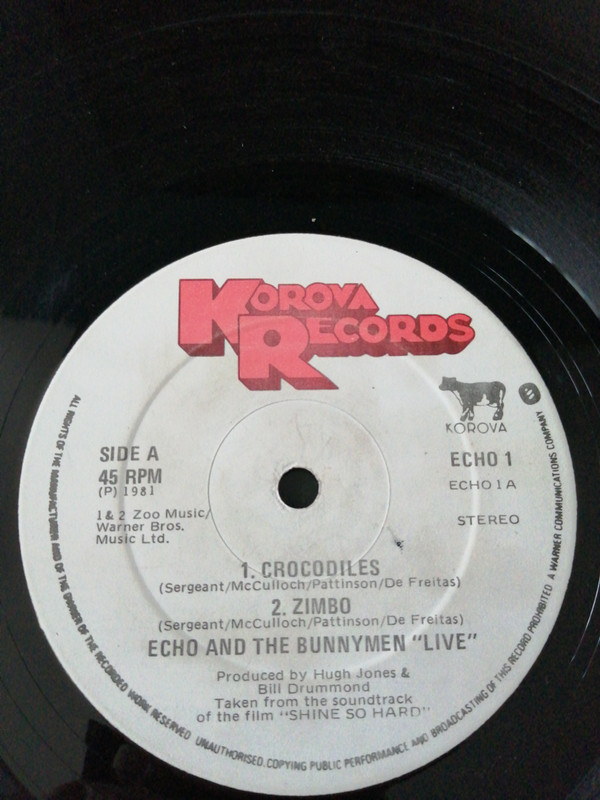 KOROVA
RECORDS
KOROVA
SIDE A
45 RPM
(P) 1981
1 & 2 Zoo Music/
Warner Bros.
Music Ltd.
ECHO 1
ECHO 1 A
STEREO
1. CROCODILES
(Sergeant/McCulloch/Pattinson/De Freitas)
2. ZIMBO
(Sergeant/McCulloch/Pattinson/De Freitas)
ECHO AND THE BUNNYMEN "LIVE"
Produced by Hugh Jones &
Bill Drummond
Taken from the soundtrack
of the film "SHINE SO HARD"
ALL RIGHTS OF THE MANUFACTURER AND OF THE OWNER OF THE RECORDED WORK RESERVED UNAUTHORISED COPYING PUBLIC PERFORMANCE AND BROADCASTING OF THIS RECORD PROHIBITED A WARNER COMMUNICATIONS COMPANY